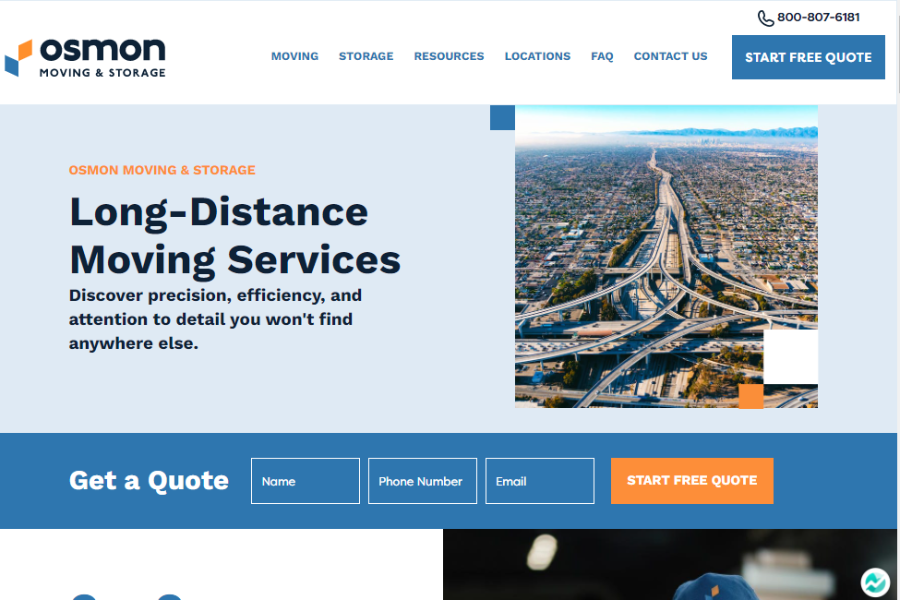 800-807-6181
osmon
MOVING & STORAGE
MOVING STORAGE RESOURCES LOCATIONS FAQ CONTACT US
START FREE QUOTE
OSMON MOVING & STORAGE
Long-Distance
Moving Services
Discover precision, efficiency, and
attention to detail you won't find
anywhere else.
Get a Quote
Name
Phone Number
Email
START FREE QUOTE